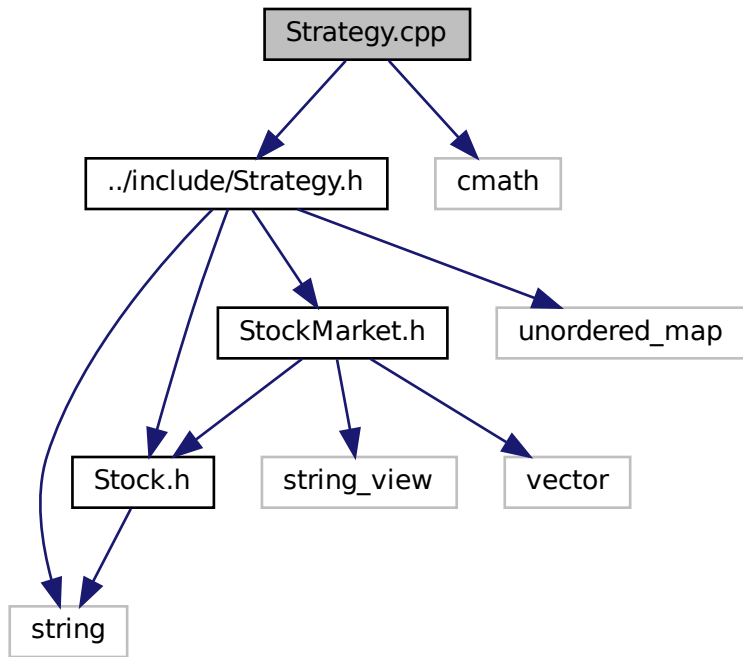 Strategy.cpp
../include/Strategy.h
cmath
StockMarket.h
unordered_map
Stock.h
string_view
vector
string